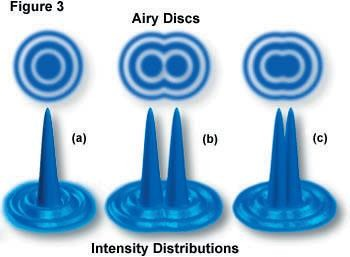 Figure 3
Airy Discs
(a)
(b)
(c)
Intensity Distributions